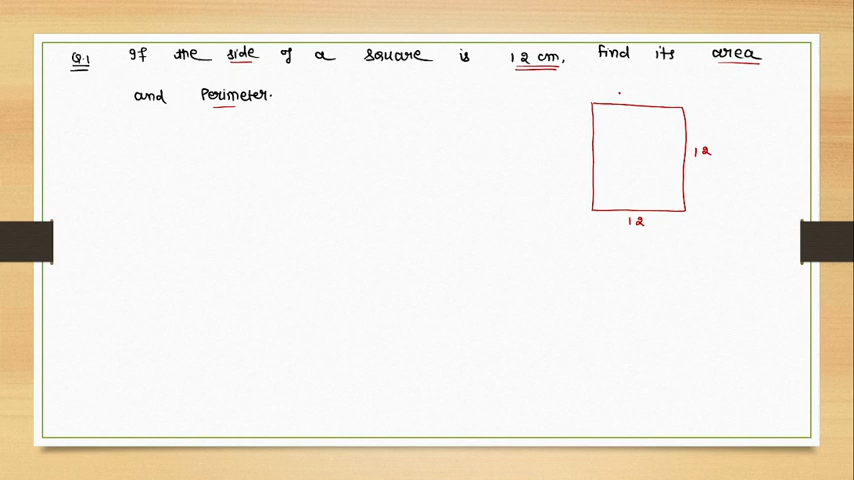 Q.1 If the side of a square is 12 cm, find its area
and Perimeter.
12
12